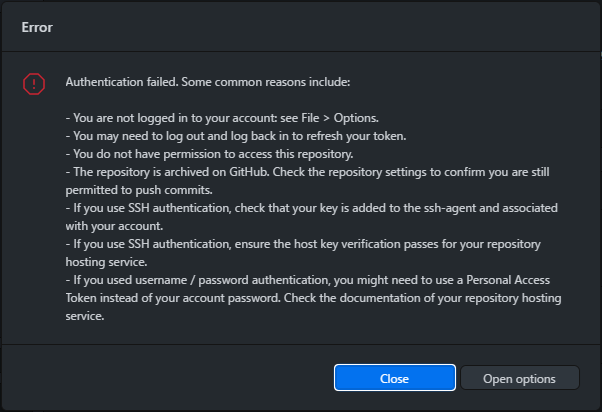 Error
Authentication failed. Some common reasons include:
- You are not logged in to your account: see File > Options.
- You may need to log out and log back in to refresh your token.
- You do not have permission to access this repository.
- The repository is archived on GitHub. Check the repository settings to confirm you are still
permitted to push commits.
- If you use SSH authentication, check that your key is added to the ssh-agent and associated
with your account.
- If you use SSH authentication, ensure the host key verification passes for your repository
hosting service.
- If you used username / password authentication, you might need to use a Personal Access
Token instead of your account password. Check the documentation of your repository hosting
service.
Close
Open options